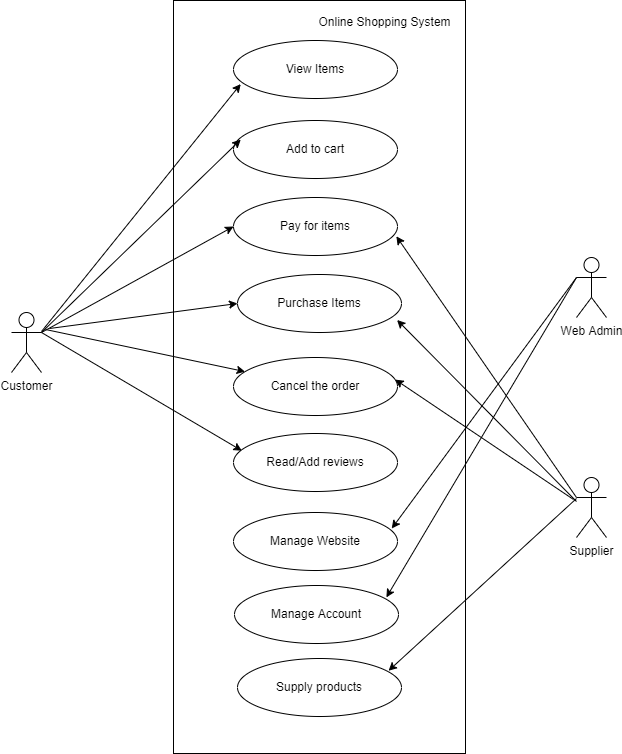 Online Shopping System
View Items
Add to cart
Pay for items
Purchase Items
Cancel the order
Read/Add reviews
Manage Website
Manage Account
Supply products
Customer
Web Admin
Supplier